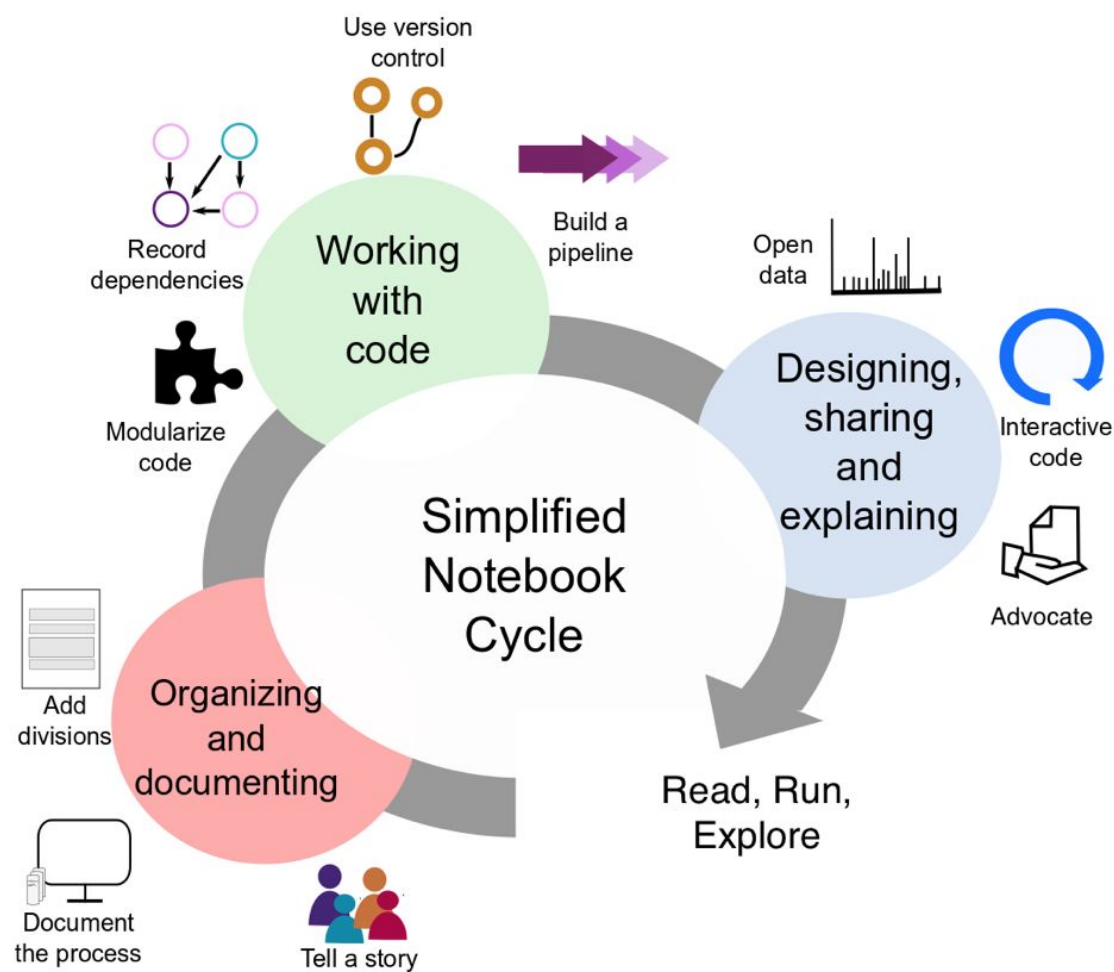 Use version
control
Record
dependencies
Build a
pipeline
Working
with
code
Modularize
code
Open
data
Designing,
sharing
and
explaining
Interactive
code
Advocate
Simplified
Notebook
Cycle
Add
divisions
Organizing
and
documenting
Document
the process
Tell a story
Read, Run,
Explore